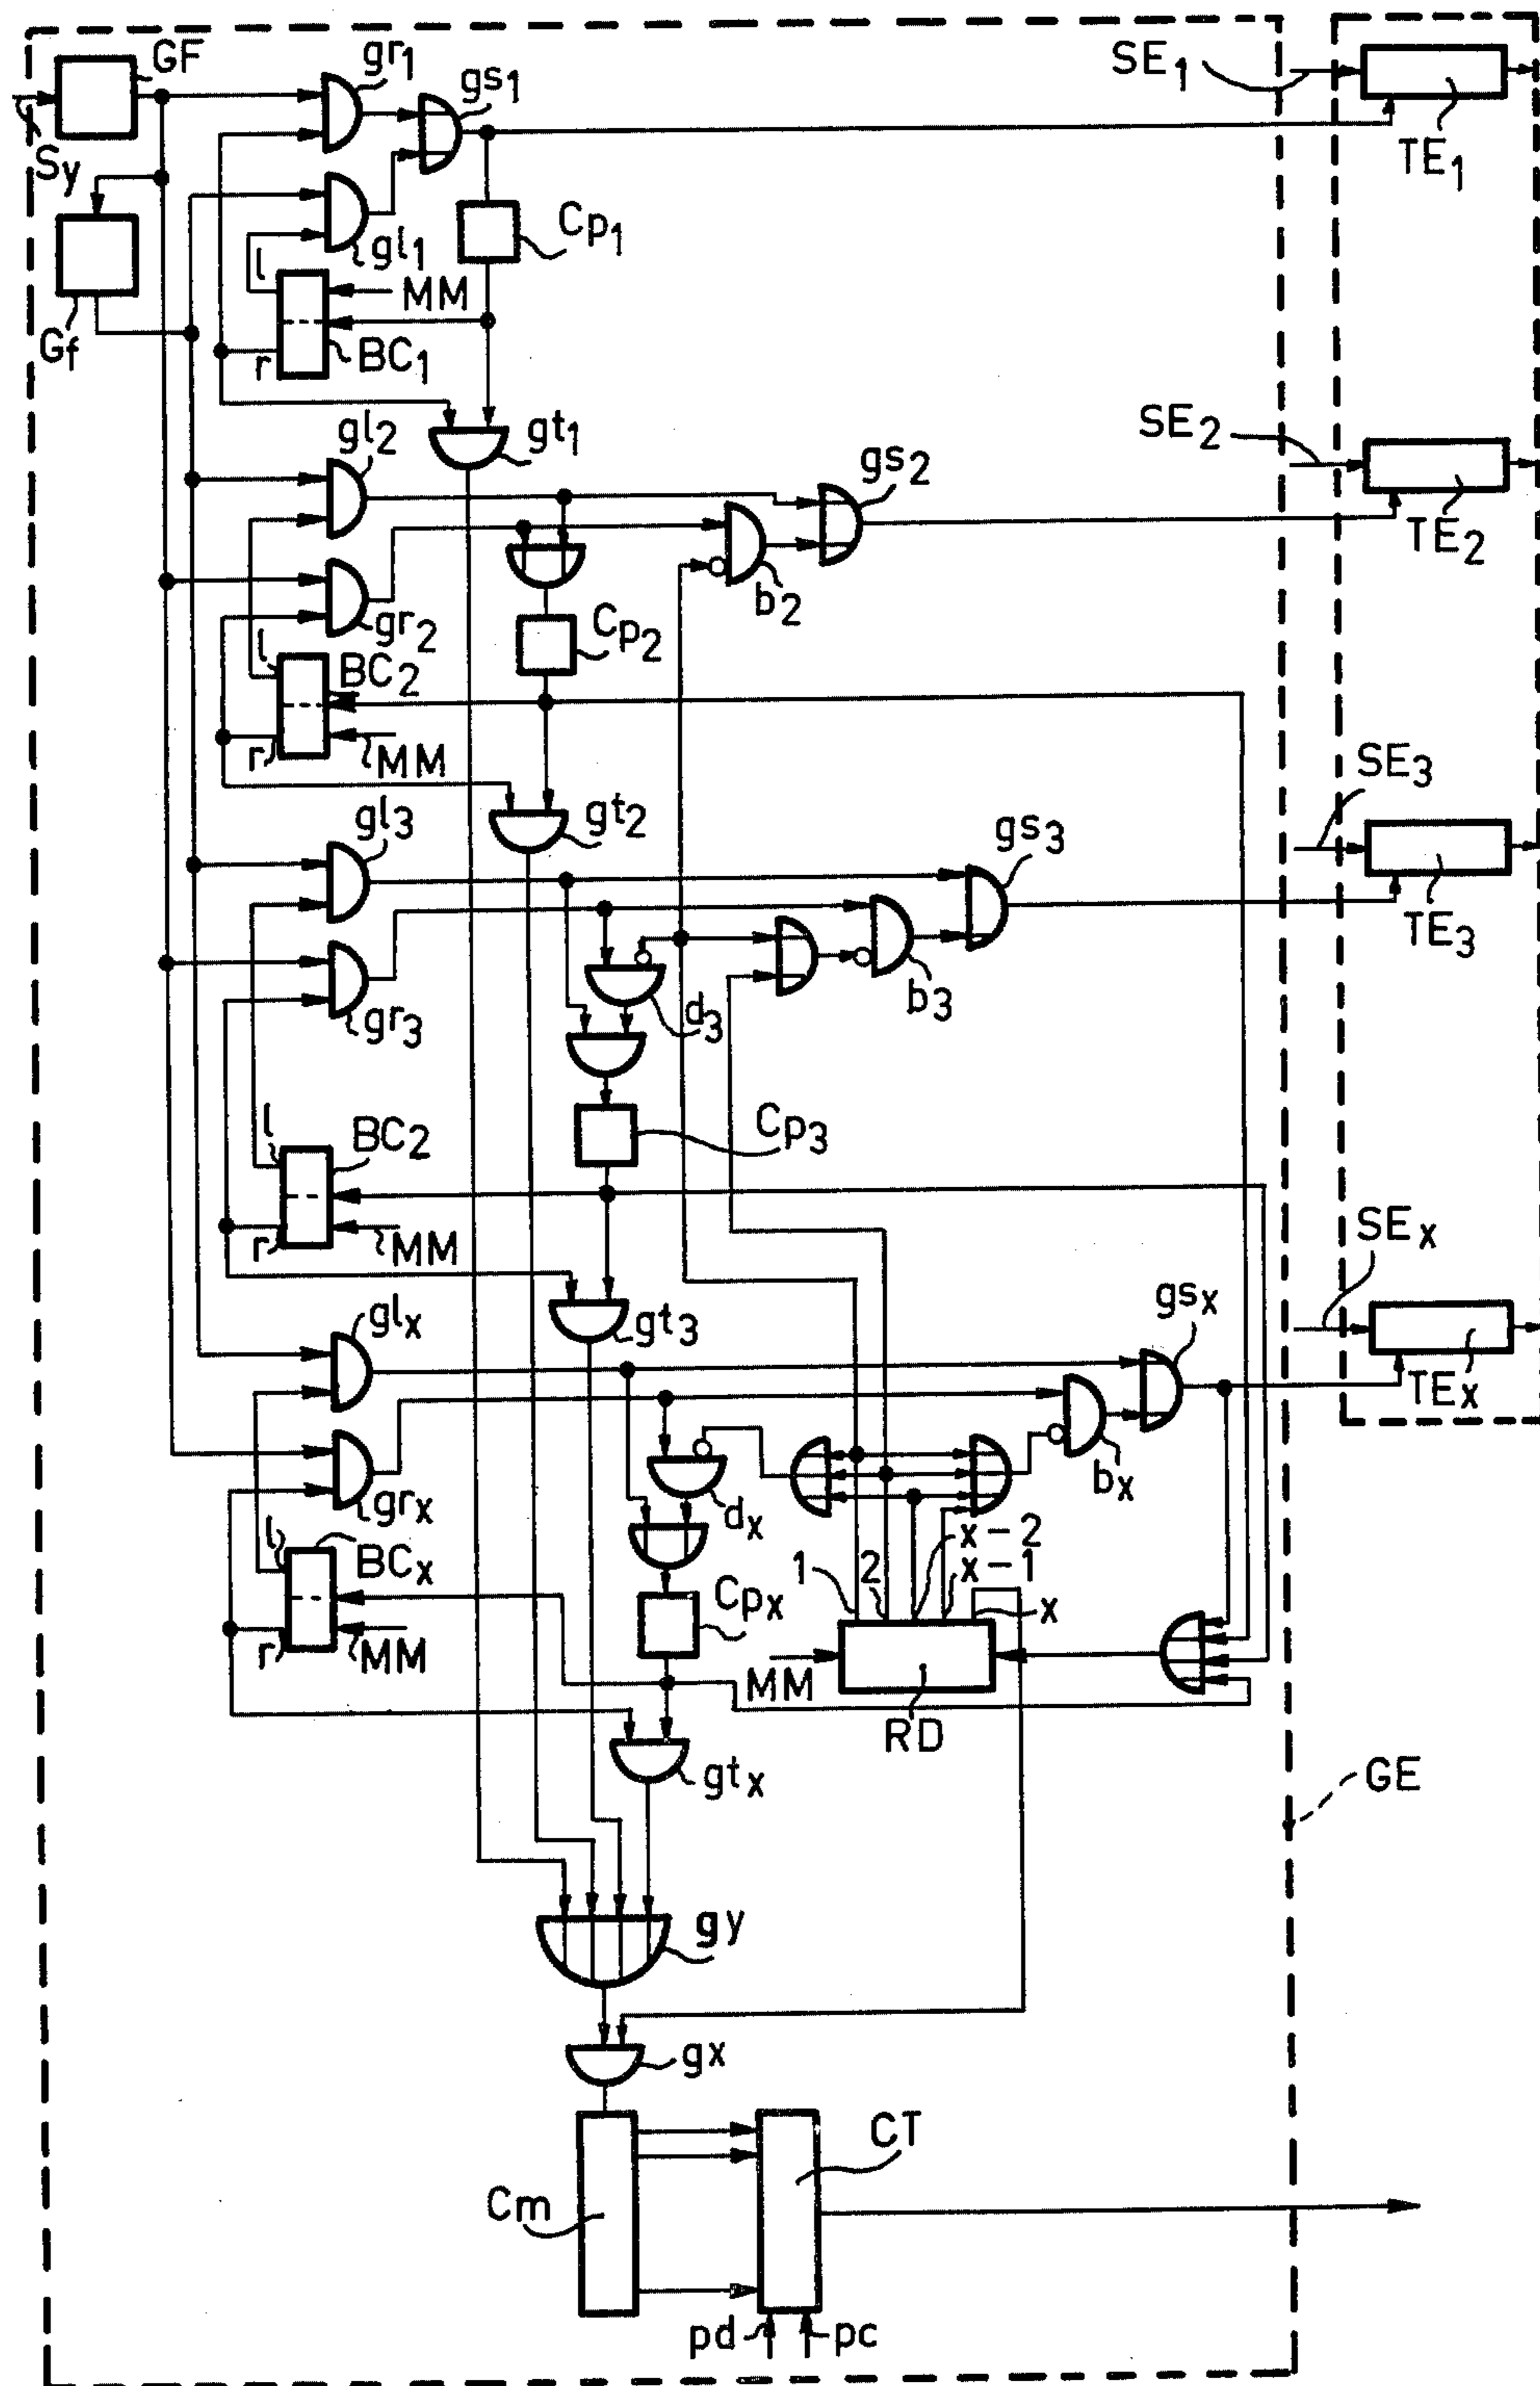 GF
gr1
gs1
SE1
Sy
TE1
Cp1
gl1
l
MM
Gf
BC1
r
gl2
gt1
SE2
gs2
TE2
b2
gr2
Cp2
l
BC2
r
MM
SE3
gl3
gt2
gs3
TE3
d3
b3
gr3
l
BC2
Cp3
r
MM
SEx
glx
gt3
gsx
TEx
bx
grx
dx
l
BCx
1
2
x-2
x-1
Cpx
x
r
MM
MM
RD
gtx
GE
gy
gx
CT
Cm
pd
pc